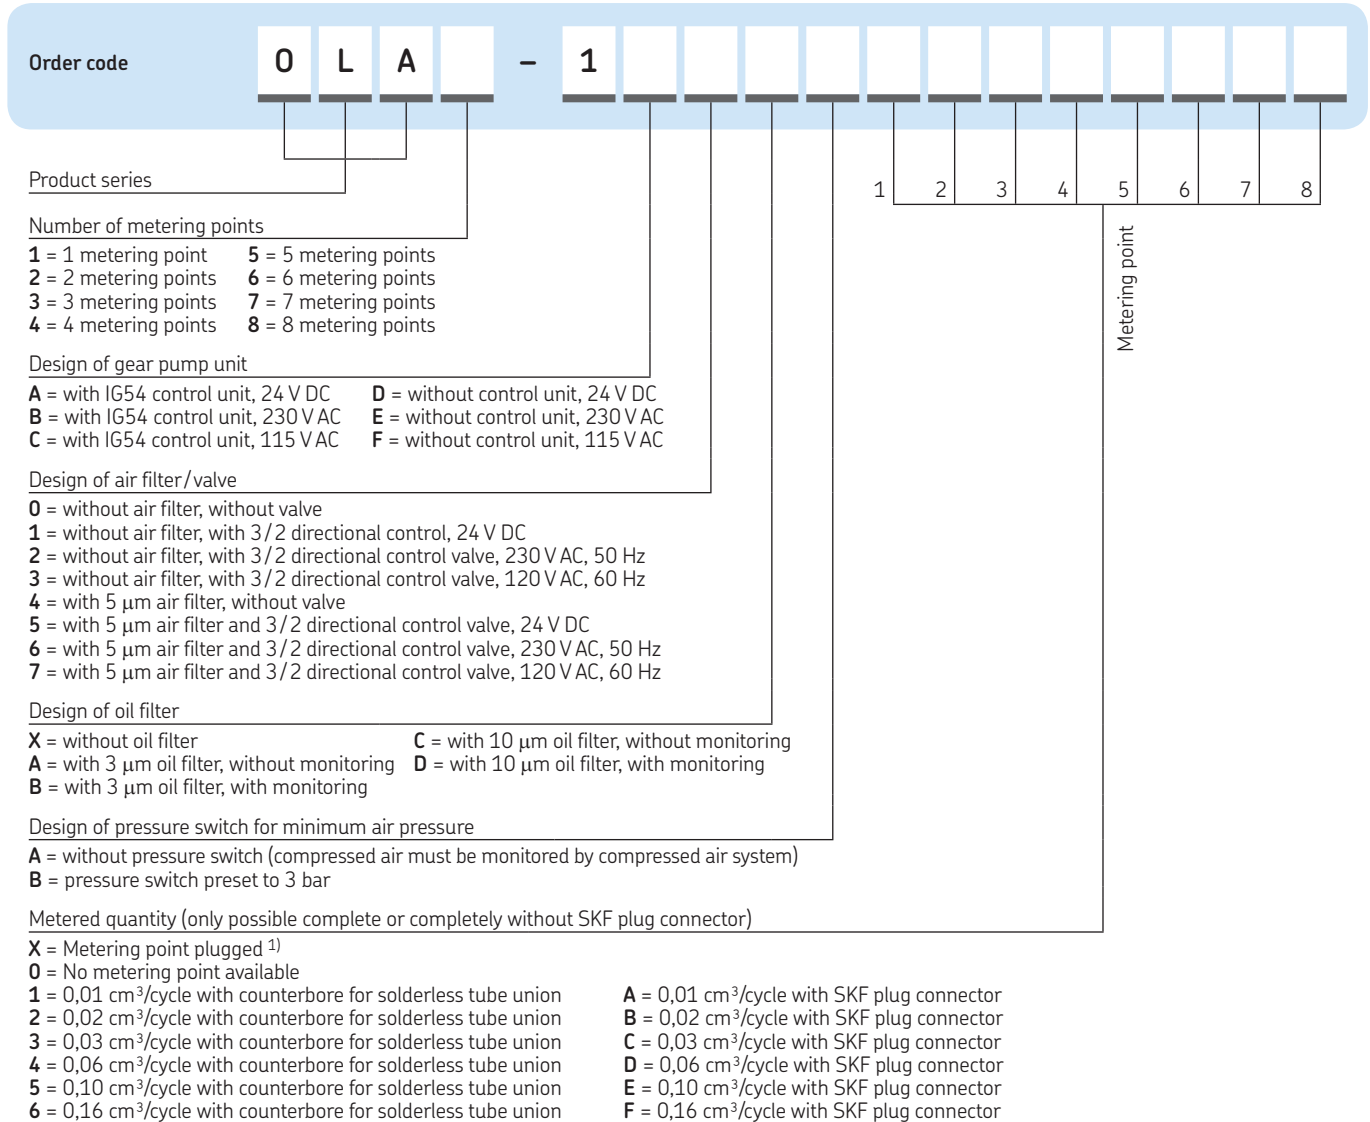 Order code O L A – 1
Product series
1 2 3 4 5 6 7 8
Number of metering points
1 = 1 metering point 5 = 5 metering points
2 = 2 metering points 6 = 6 metering points
3 = 3 metering points 7 = 7 metering points
4 = 4 metering points 8 = 8 metering points
Metering point
Design of gear pump unit
A = with IG54 control unit, 24 V DC D = without control unit, 24 V DC
B = with IG54 control unit, 230 V AC E = without control unit, 230 V AC
C = with IG54 control unit, 115 V AC F = without control unit, 115 V AC
Design of air filter/valve
0 = without air filter, without valve
1 = without air filter, with 3/2 directional control, 24 V DC
2 = without air filter, with 3/2 directional control valve, 230 V AC, 50 Hz
3 = without air filter, with 3/2 directional control valve, 120 V AC, 60 Hz
4 = with 5 μm air filter, without valve
5 = with 5 μm air filter and 3/2 directional control valve, 24 V DC
6 = with 5 μm air filter and 3/2 directional control valve, 230 V AC, 50 Hz
7 = with 5 μm air filter and 3/2 directional control valve, 120 V AC, 60 Hz
Design of oil filter
X = without oil filter C = with 10 μm oil filter, without monitoring
A = with 3 μm oil filter, without monitoring D = with 10 μm oil filter, with monitoring
B = with 3 μm oil filter, with monitoring
Design of pressure switch for minimum air pressure
A = without pressure switch (compressed air must be monitored by compressed air system)
B = pressure switch preset to 3 bar
Metered quantity (only possible complete or completely without SKF plug connector)
X = Metering point plugged 1)
0 = No metering point available
1 = 0,01 cm³/cycle with counterbore for solderless tube union A = 0,01 cm³/cycle with SKF plug connector
2 = 0,02 cm³/cycle with counterbore for solderless tube union B = 0,02 cm³/cycle with SKF plug connector
3 = 0,03 cm³/cycle with counterbore for solderless tube union C = 0,03 cm³/cycle with SKF plug connector
4 = 0,06 cm³/cycle with counterbore for solderless tube union D = 0,06 cm³/cycle with SKF plug connector
5 = 0,10 cm³/cycle with counterbore for solderless tube union E = 0,10 cm³/cycle with SKF plug connector
6 = 0,16 cm³/cycle with counterbore for solderless tube union F = 0,16 cm³/cycle with SKF plug connector